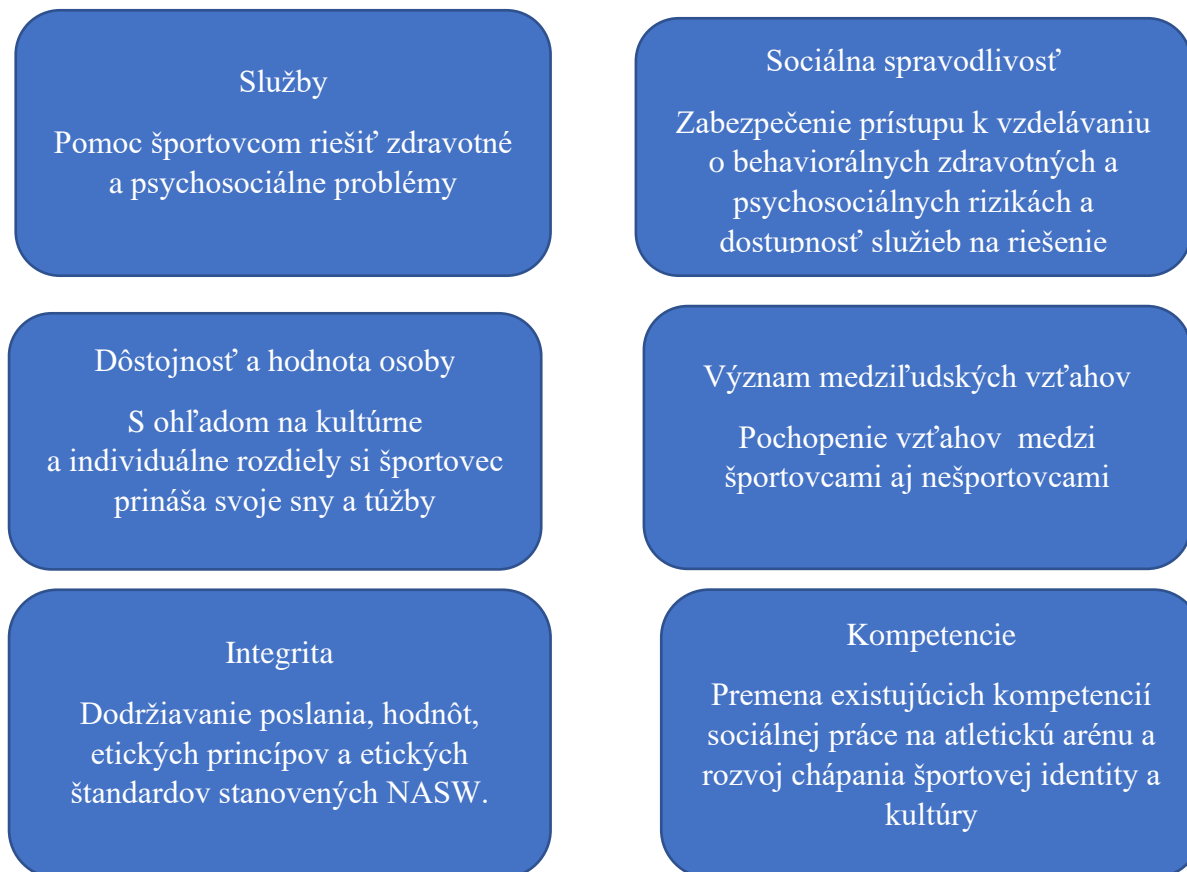 Služby
Pomoc športovcom riešiť zdravotné
a psychosociálne problémy
Sociálna spravodlivosť
Zabezpečenie prístupu k vzdelávaniu
o behaviorálnych zdravotných a
psychosociálnych rizikách a
dostupnosť služieb na riešenie
Dôstojnosť a hodnota osoby
S ohľadom na kultúrne
a individuálne rozdiely si športovec
prináša svoje sny a túžby
Význam medziľudských vzťahov
Pochopenie vzťahov  medzi
športovcami aj nešportovcami
Integrita
Dodržiavanie poslania, hodnôt,
etických princípov a etických
štandardov stanovených NASW.
Kompetencie
Premena existujúcich kompetencií
sociálnej práce na atletickú arénu a
rozvoj chápania športovej identity a
kultúry